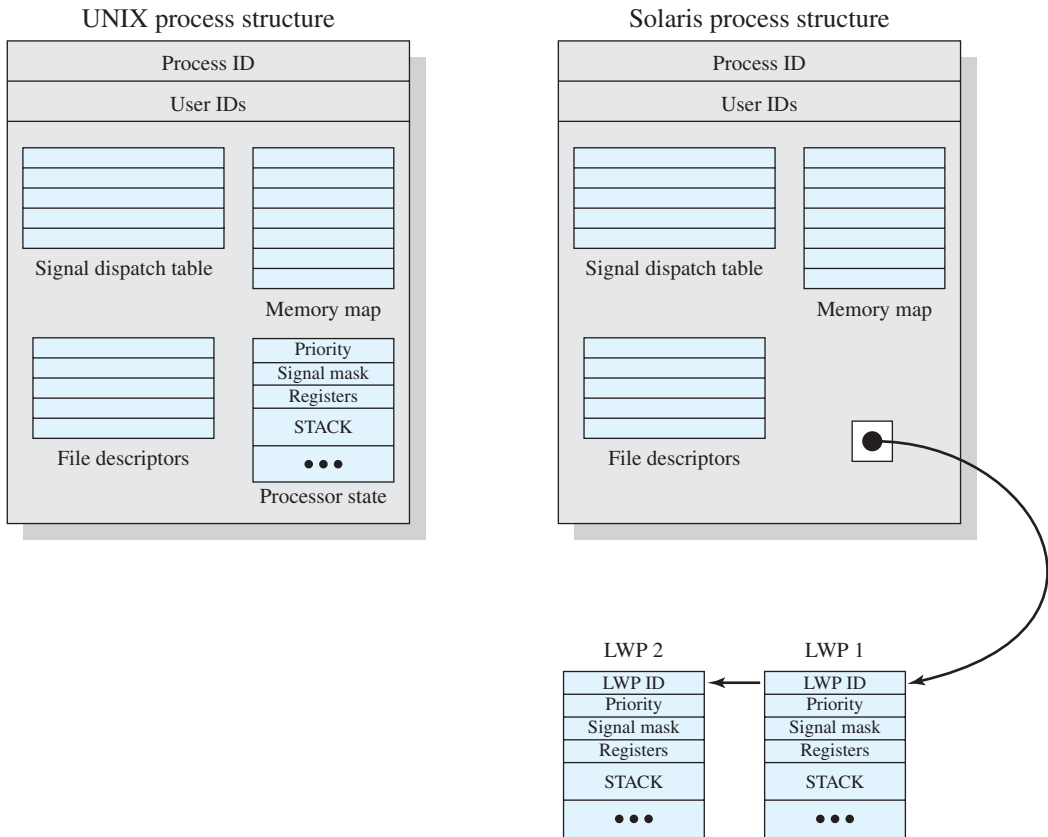 UNIX process structure
Process ID
User IDs
Signal dispatch table
Memory map
File descriptors
Priority
Signal mask
Registers
STACK
•••
Processor state
Solaris process structure
Process ID
User IDs
Signal dispatch table
Memory map
File descriptors
LWP 2
LWP ID
Priority
Signal mask
Registers
STACK
•••
LWP 1
LWP ID
Priority
Signal mask
Registers
STACK
•••